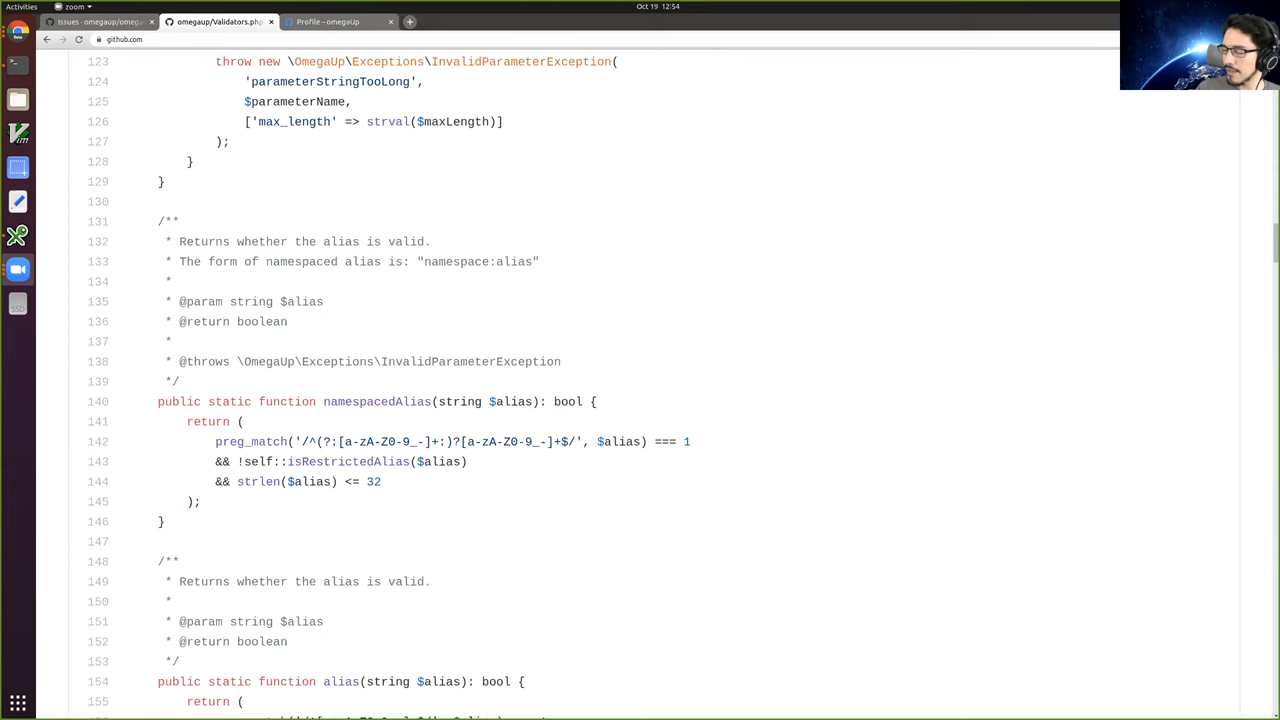 Activities
zoom
Oct 19 12:54
Issues · omegaup/omega
omegaup/Validators.php
Profile – omegaUp
github.com
123 throw new \OmegaUp\Exceptions\InvalidParameterException(
124 'parameterStringTooLong',
125 $parameterName,
126 ['max_length' => strval($maxLength)]
127 );
128 }
129 }
130
131 /**
132 * Returns whether the alias is valid.
133 * The form of namespaced alias is: "namespace:alias"
134 *
135 * @param string $alias
136 * @return boolean
137 *
138 * @throws \OmegaUp\Exceptions\InvalidParameterException
139 */
140 public static function namespacedAlias(string $alias): bool {
141 return (
142 preg_match('/^(?:[a-zA-Z0-9_-]+:)?[a-zA-Z0-9_-]+$/', $alias) === 1
143 && !self::isRestrictedAlias($alias)
144 && strlen($alias) <= 32
145 );
146 }
147
148 /**
149 * Returns whether the alias is valid.
150 *
151 * @param string $alias
152 * @return boolean
153 */
154 public static function alias(string $alias): bool {
155 return (